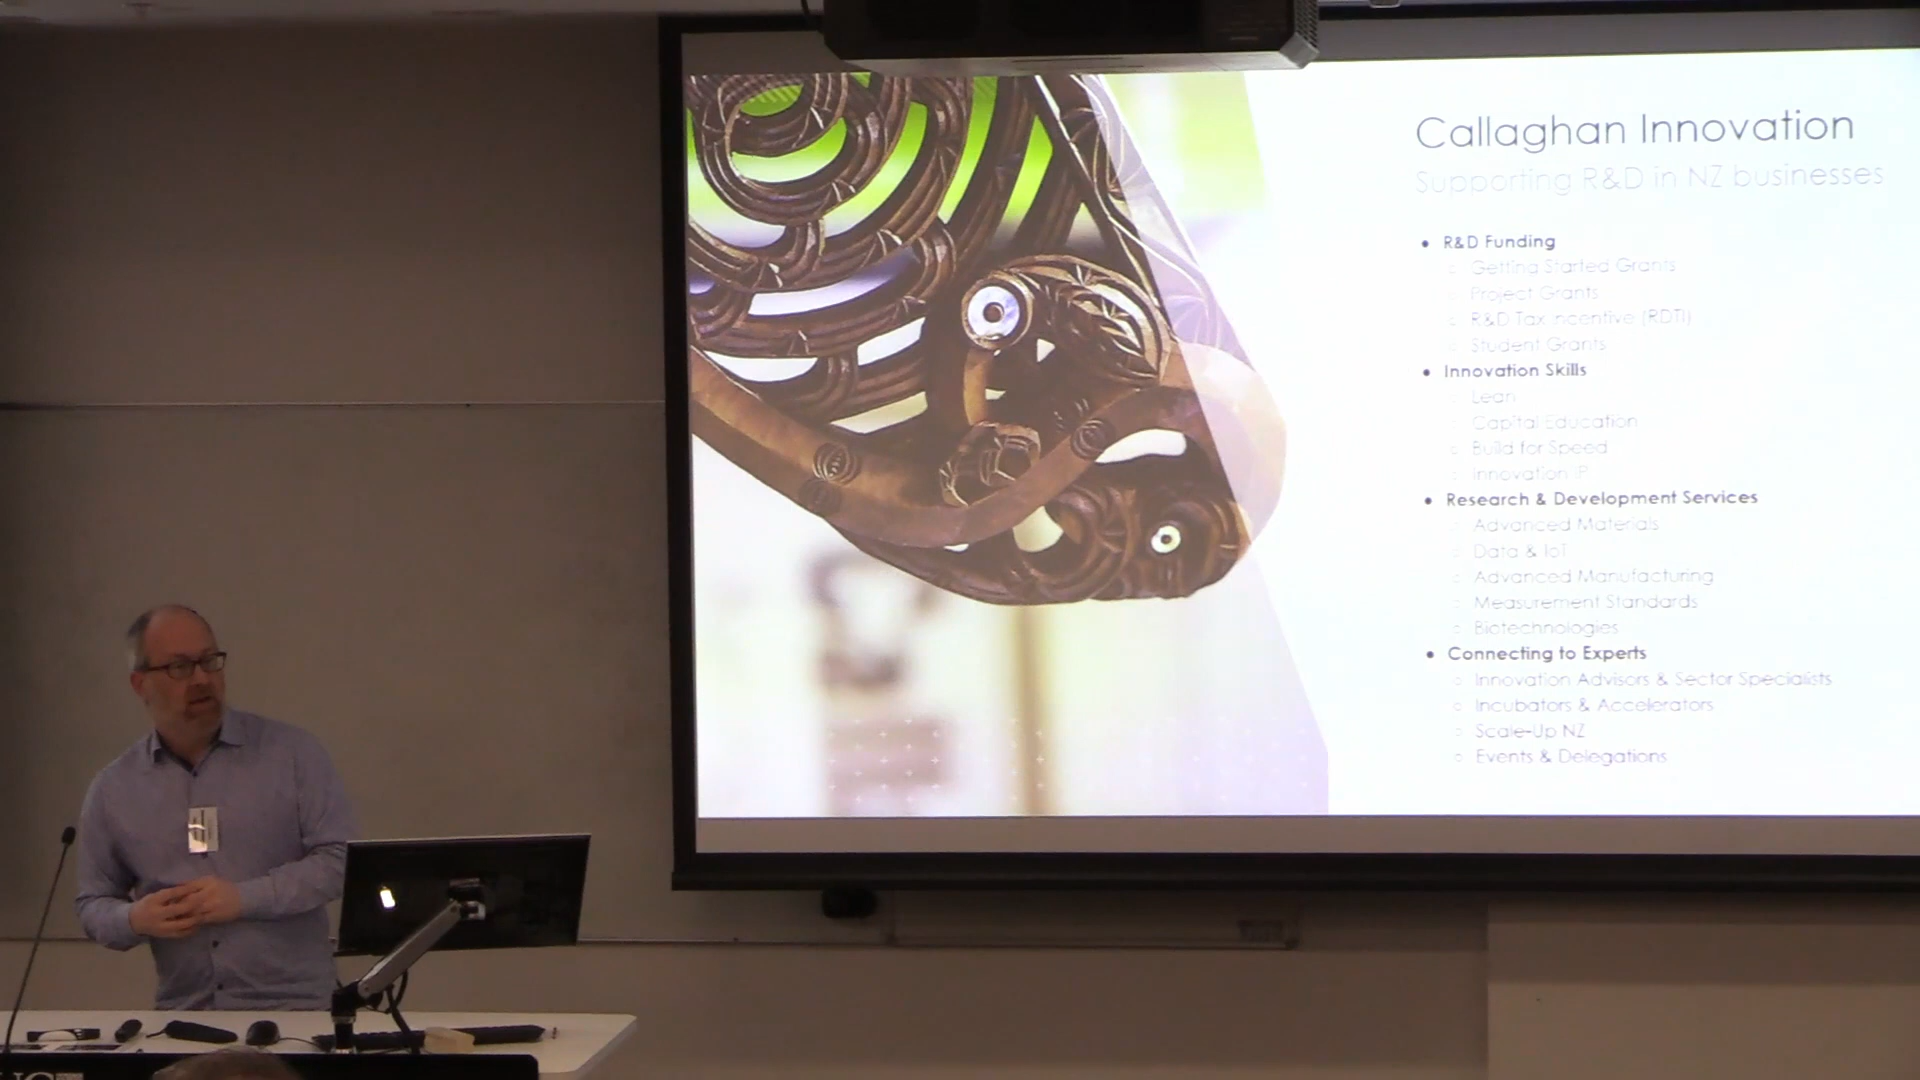 Callaghan Innovation
Supporting R&D in NZ businesses
• R&D Funding
○ Getting Started Grants
○ Project Grants
○ R&D Tax Incentive (RDTI)
○ Student Grants
• Innovation Skills
○ Lean
○ Capital Education
○ Build for Speed
○ Innovation IP
• Research & Development Services
○ Advanced Materials
○ Data & IoT
○ Advanced Manufacturing
○ Measurement Standards
○ Biotechnologies
• Connecting to Experts
○ Innovation Advisors & Sector Specialists
○ Incubators & Accelerators
○ Scale-Up NZ
○ Events & Delegations